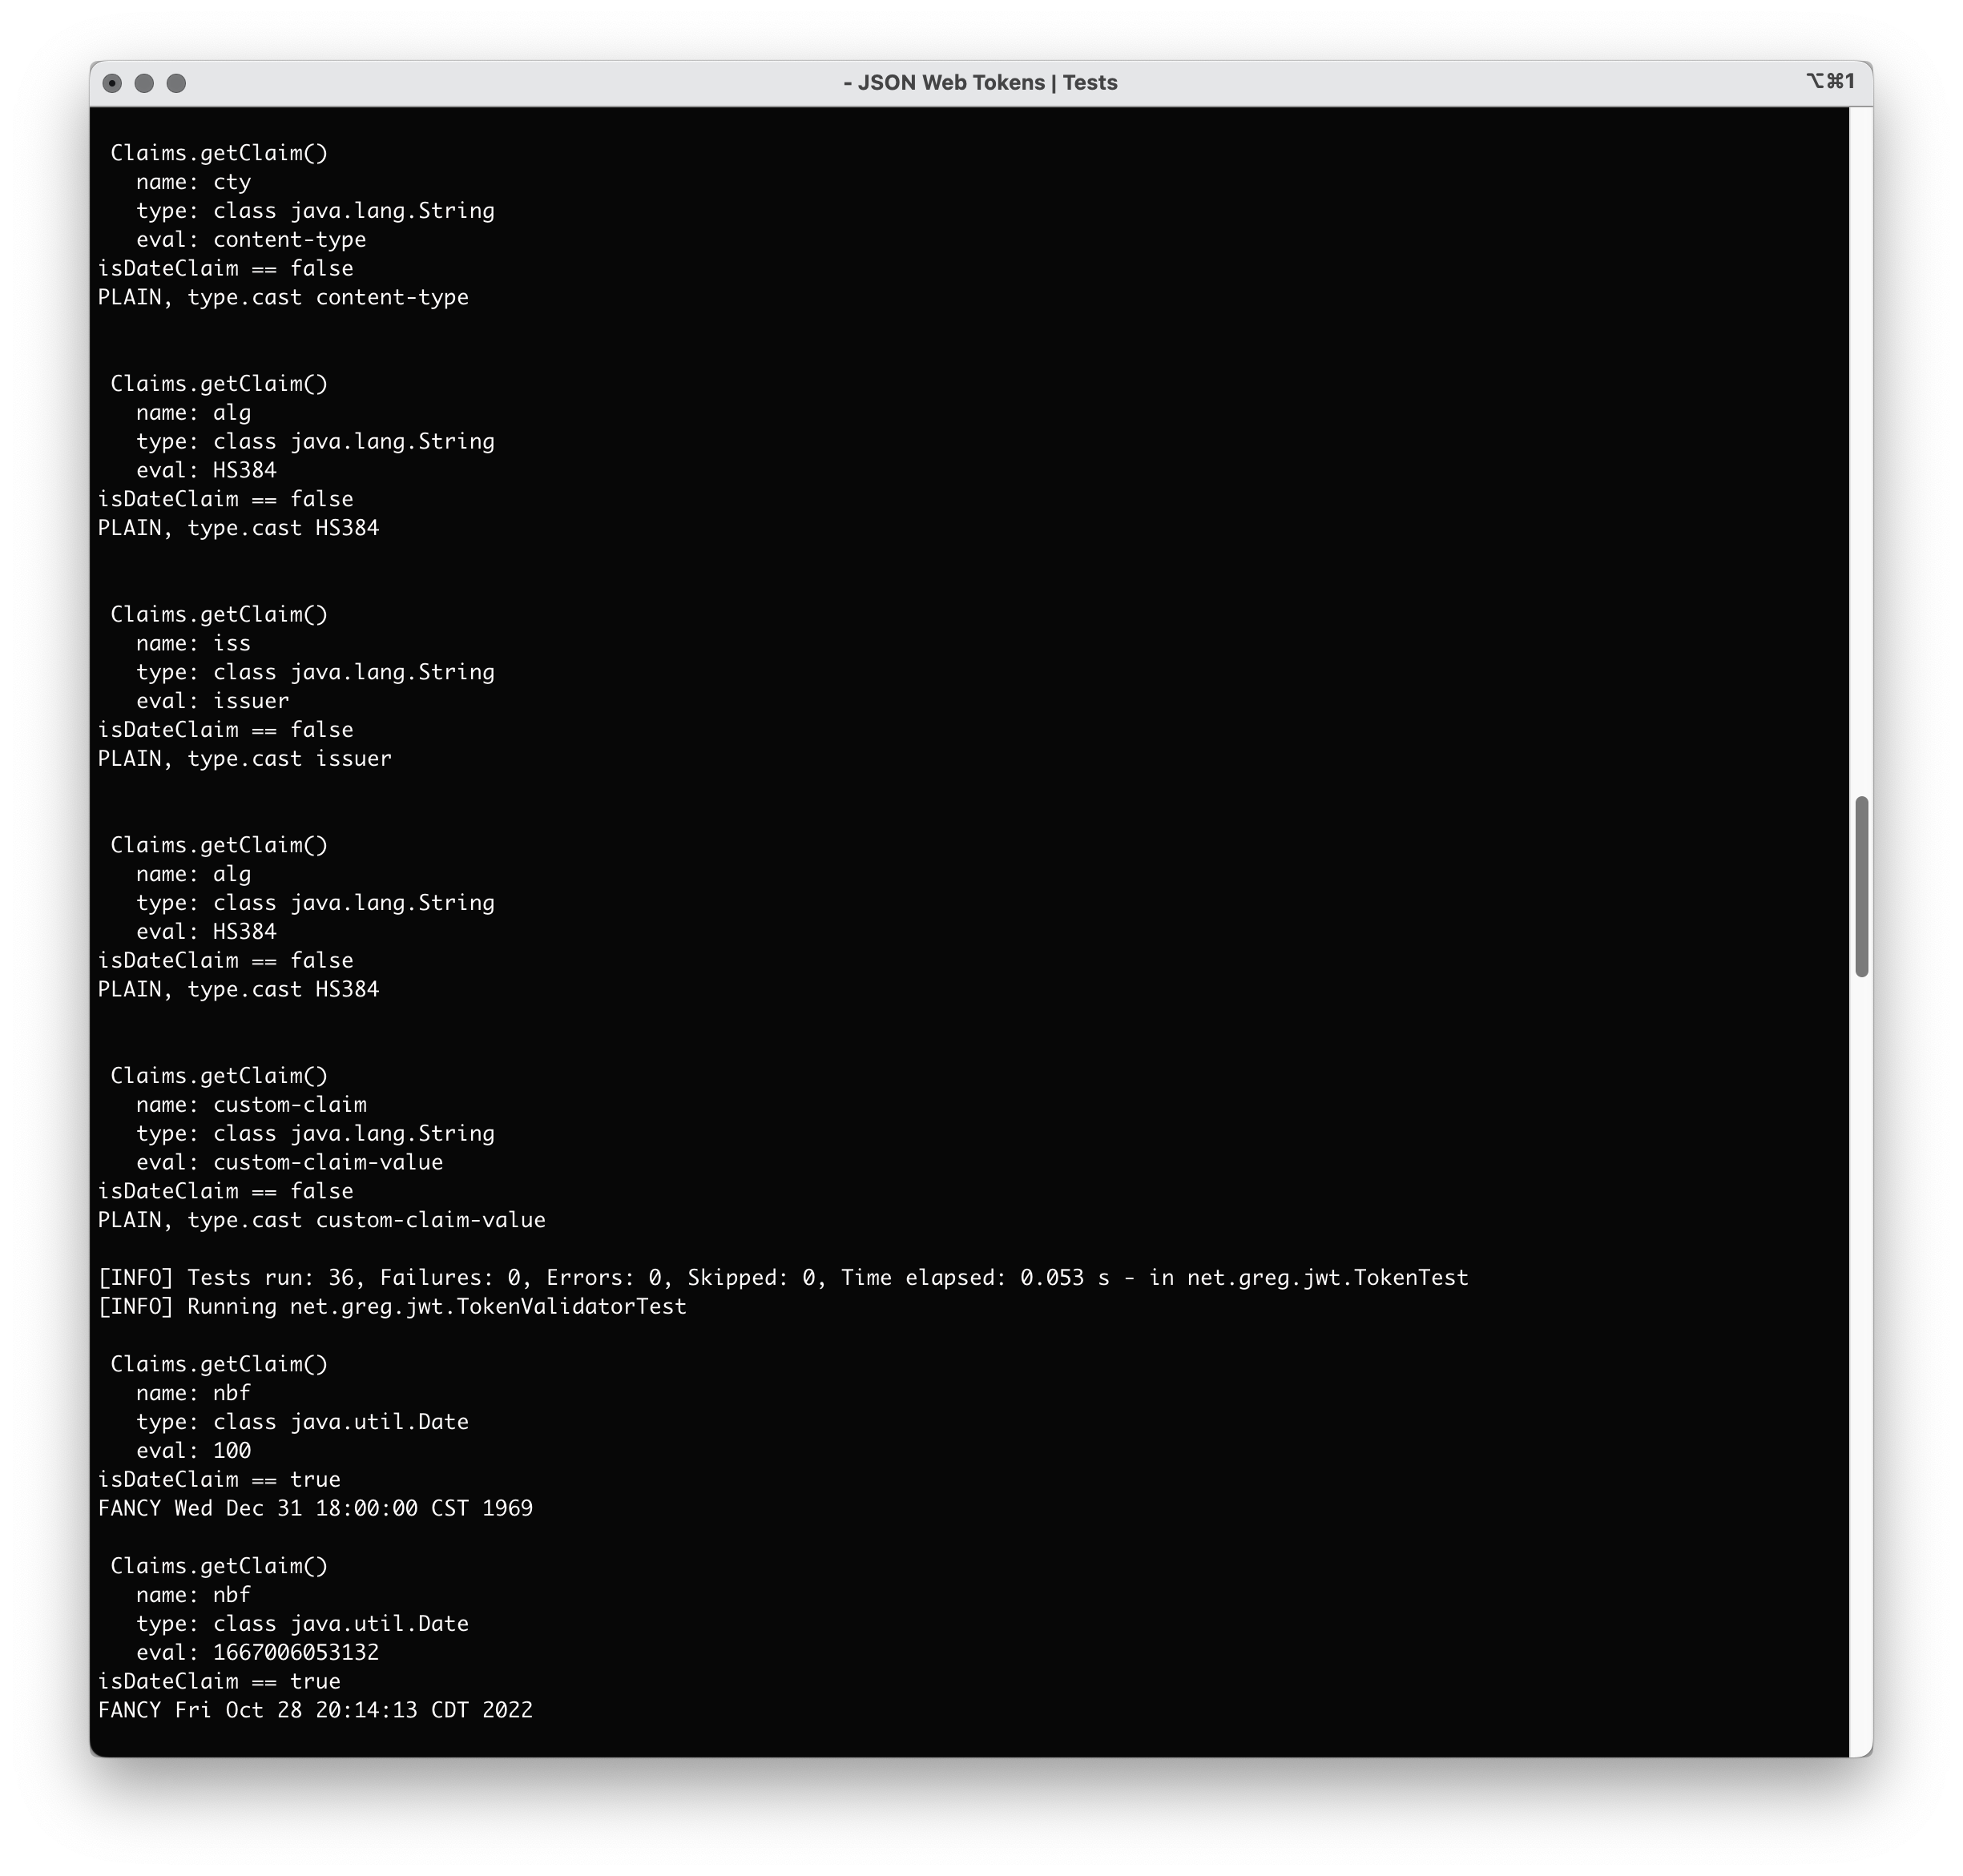 - JSON Web Tokens | Tests
⌥⌘1
Claims.getClaim()
name: cty
type: class java.lang.String
eval: content-type
isDateClaim == false
PLAIN, type.cast content-type
Claims.getClaim()
name: alg
type: class java.lang.String
eval: HS384
isDateClaim == false
PLAIN, type.cast HS384
Claims.getClaim()
name: iss
type: class java.lang.String
eval: issuer
isDateClaim == false
PLAIN, type.cast issuer
Claims.getClaim()
name: alg
type: class java.lang.String
eval: HS384
isDateClaim == false
PLAIN, type.cast HS384
Claims.getClaim()
name: custom-claim
type: class java.lang.String
eval: custom-claim-value
isDateClaim == false
PLAIN, type.cast custom-claim-value
[INFO] Tests run: 36, Failures: 0, Errors: 0, Skipped: 0, Time elapsed: 0.053 s - in net.greg.jwt.TokenTest
[INFO] Running net.greg.jwt.TokenValidatorTest
Claims.getClaim()
name: nbf
type: class java.util.Date
eval: 100
isDateClaim == true
FANCY Wed Dec 31 18:00:00 CST 1969
Claims.getClaim()
name: nbf
type: class java.util.Date
eval: 1667006053132
isDateClaim == true
FANCY Fri Oct 28 20:14:13 CDT 2022